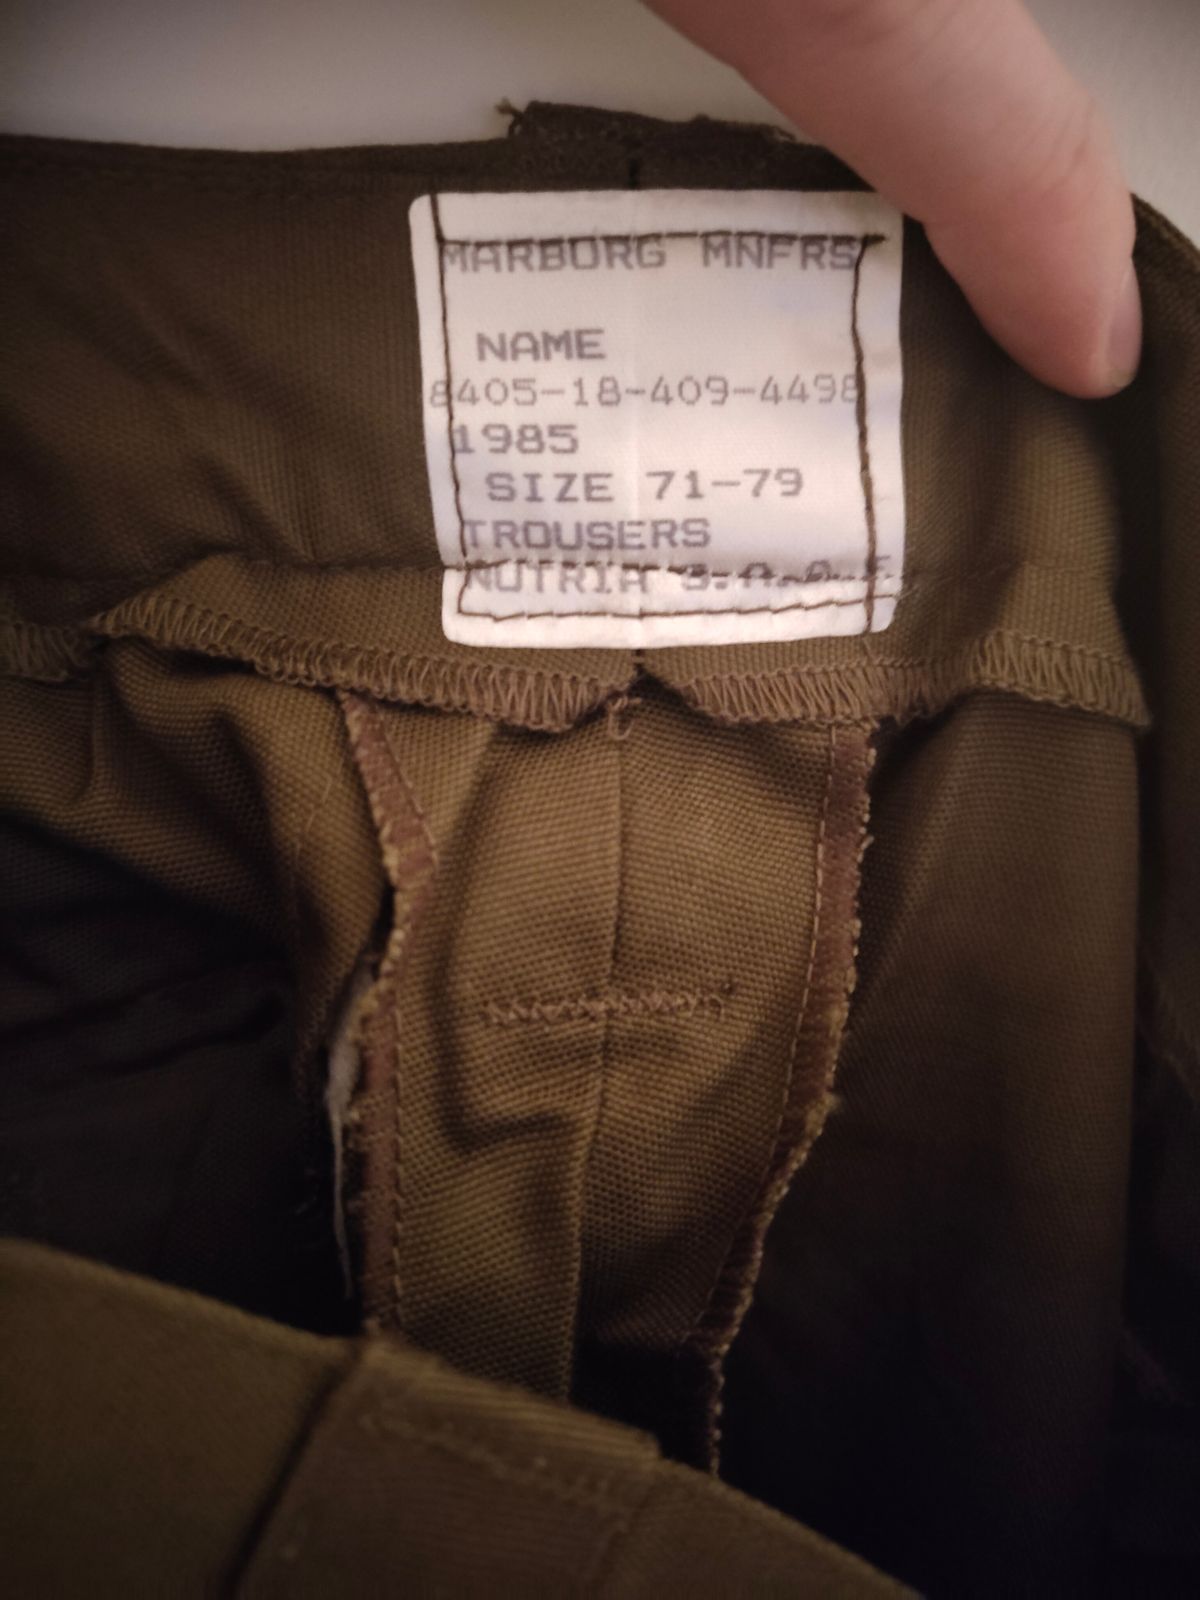 MARBORG MNFRS
NAME
8405-18-409-4498
1985
SIZE 71-79
TROUSERS
NUTRIA